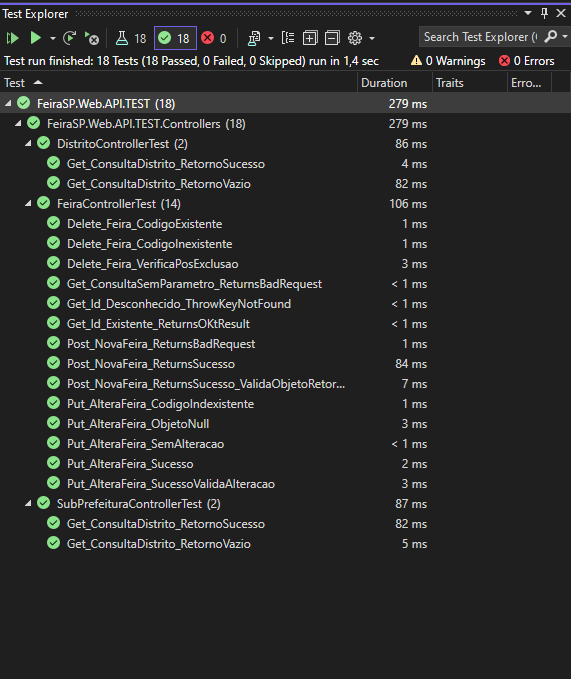 Test Explorer
18 18 0 Search Test Explorer (
Test run finished: 18 Tests (18 Passed, 0 Failed, 0 Skipped) run in 1,4 sec 0 Warnings 0 Errors
Test Duration Traits Erro...
FeiraSP.Web.API.TEST (18) 279 ms
FeiraSP.Web.API.TEST.Controllers (18) 279 ms
DistritoControllerTest (2) 86 ms
Get_ConsultaDistrito_RetornoSucesso 4 ms
Get_ConsultaDistrito_RetornoVazio 82 ms
FeiraControllerTest (14) 106 ms
Delete_Feira_CodigoExistente 1 ms
Delete_Feira_CodigoInexistente 1 ms
Delete_Feira_VerificaPosExclusao 3 ms
Get_ConsultaSemParametro_ReturnsBadRequest < 1 ms
Get_Id_Desconhecido_ThrowKeyNotFound < 1 ms
Get_Id_Existente_ReturnsOKtResult < 1 ms
Post_NovaFeira_ReturnsBadRequest 1 ms
Post_NovaFeira_ReturnsSucesso 84 ms
Post_NovaFeira_ReturnsSucesso_ValidaObjetoRetor... 7 ms
Put_AlteraFeira_CodigoIndexistente 1 ms
Put_AlteraFeira_ObjetoNull 3 ms
Put_AlteraFeira_SemAlteracao < 1 ms
Put_AlteraFeira_Sucesso 2 ms
Put_AlteraFeira_SucessoValidaAlteracao 3 ms
SubPrefeituraControllerTest (2) 87 ms
Get_ConsultaDistrito_RetornoSucesso 82 ms
Get_ConsultaDistrito_RetornoVazio 5 ms